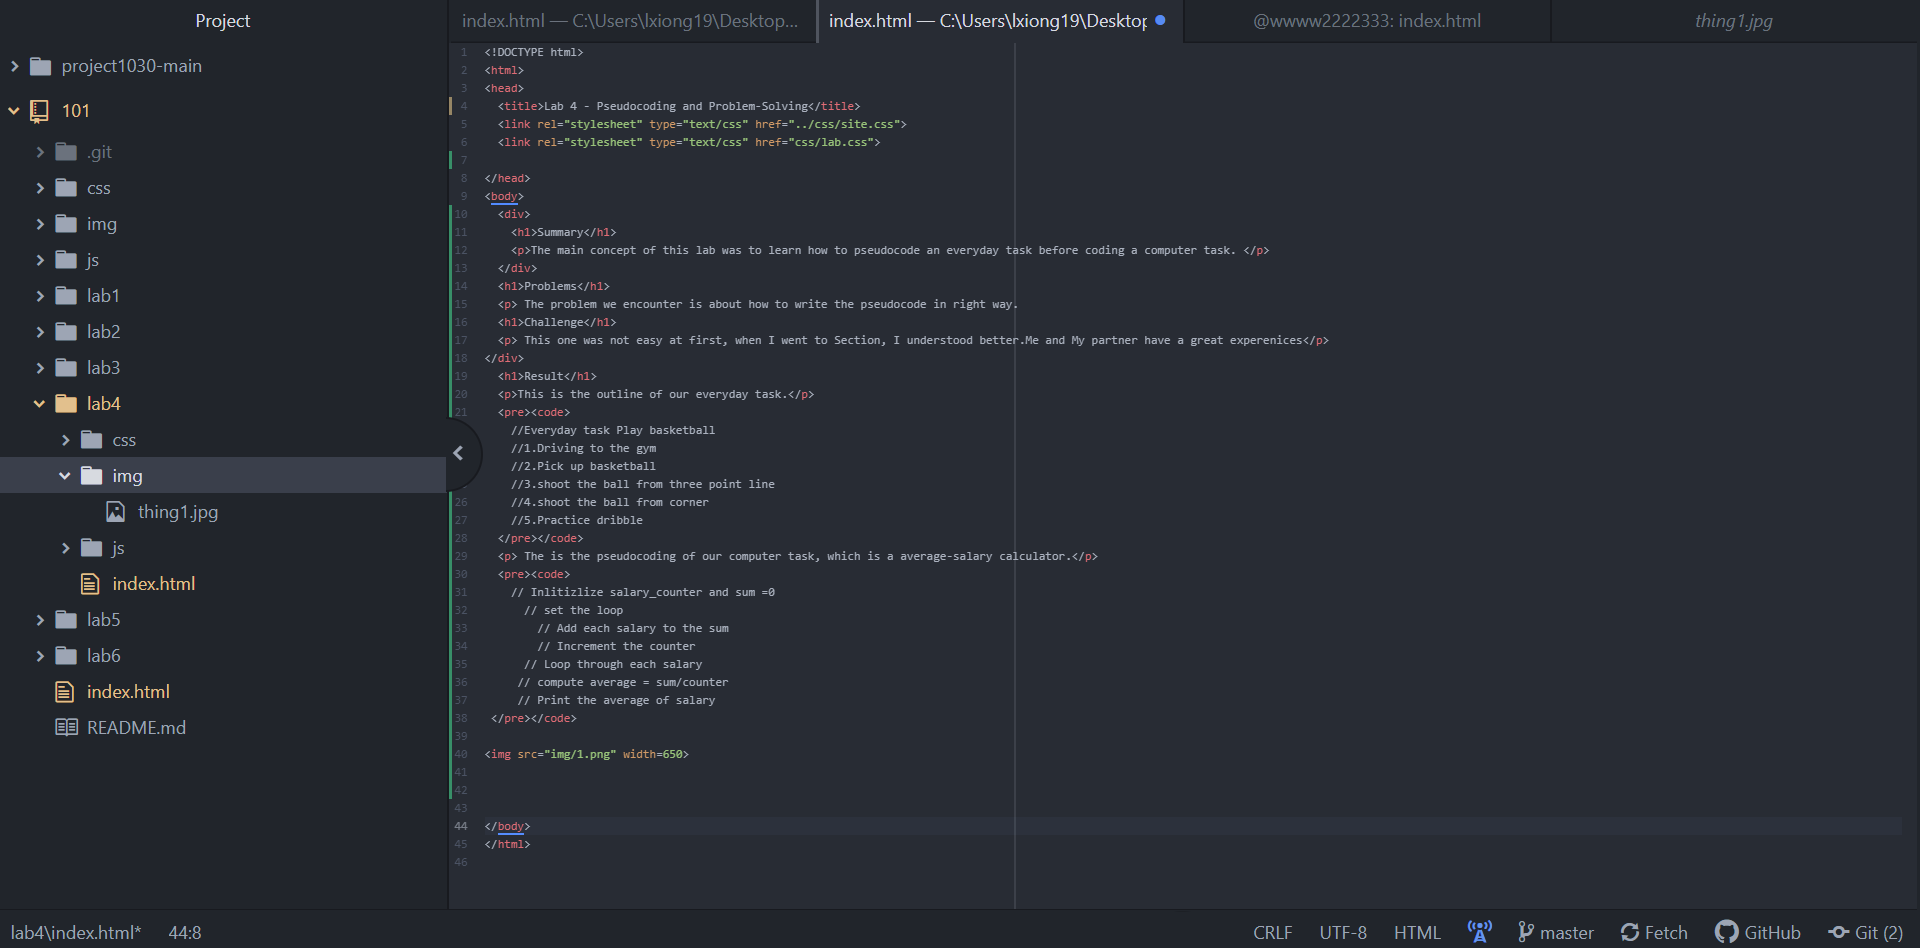 Project
project1030-main
101
.git
css
img
js
lab1
lab2
lab3
lab4
css
img
thing1.jpg
js
index.html
lab5
lab6
index.html
README.md
index.html — C:\Users\lxiong19\Desktop...
index.html — C:\Users\lxiong19\Desktop
@wwww2222333: index.html
thing1.jpg
1 <!DOCTYPE html>
2 <html>
3 <head>
4 <title>Lab 4 - Pseudocoding and Problem-Solving</title>
5 <link rel="stylesheet" type="text/css" href="../css/site.css">
6 <link rel="stylesheet" type="text/css" href="css/lab.css">
7
8 </head>
9 <body>
10 <div>
11 <h1>Summary</h1>
12 <p>The main concept of this lab was to learn how to pseudocode an everyday task before coding a computer task. </p>
13 </div>
14 <h1>Problems</h1>
15 <p> The problem we encounter is about how to write the pseudocode in right way.
16 <h1>Challenge</h1>
17 <p> This one was not easy at first, when I went to Section, I understood better.Me and My partner have a great experenices</p>
18 </div>
19 <h1>Result</h1>
20 <p>This is the outline of our everyday task.</p>
21 <pre><code>
//Everyday task Play basketball
//1.Driving to the gym
//2.Pick up basketball
//3.shoot the ball from three point line
26 //4.shoot the ball from corner
27 //5.Practice dribble
28 </pre></code>
29 <p> The is the pseudocoding of our computer task, which is a average-salary calculator.</p>
30 <pre><code>
31 // Inlitizlize salary_counter and sum =0
32 // set the loop
33 // Add each salary to the sum
34 // Increment the counter
35 // Loop through each salary
36 // compute average = sum/counter
37 // Print the average of salary
38 </pre></code>
39
40 <img src="img/1.png" width=650>
41
42
43
44 </body>
45 </html>
46
lab4\index.html* 44:8 CRLF UTF-8 HTML master Fetch GitHub Git (2)